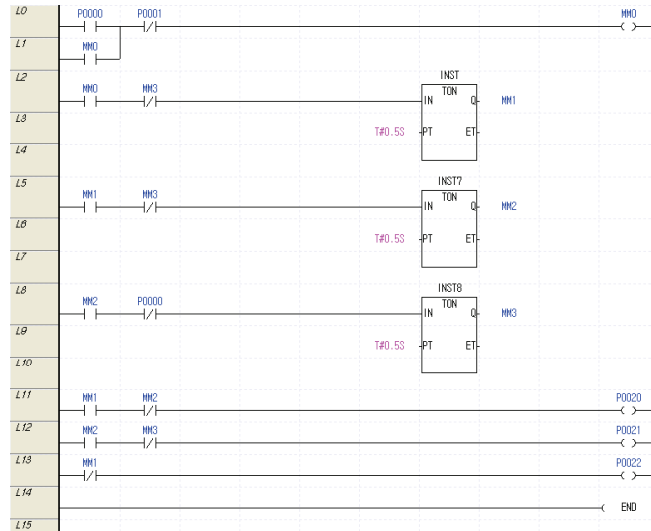 L0 P0000 P0001 MM0
L1 MM0
L2 INST
MM0 MM3 TON
IN Q MM1
L3 T#0.5S PT ET
L4
L5 INST7
MM1 MM3 TON
IN Q MM2
L6 T#0.5S PT ET
L7
L8 INST8
MM2 P0000 TON
IN Q MM3
L9 T#0.5S PT ET
L10
L11 MM1 MM2 P0020
L12 MM2 MM3 P0021
L13 MM1 P0022
L14 END
L15